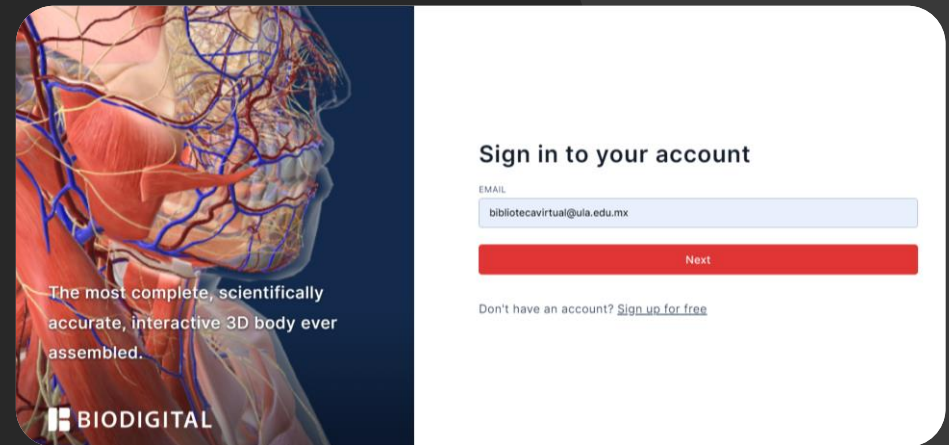 The most complete, scientifically
accurate, interactive 3D body ever
assembled.
BIODIGITAL
Sign in to your account
EMAIL
bibliotecavirtual@ula.edu.mx
Next
Don't have an account? Sign up for free